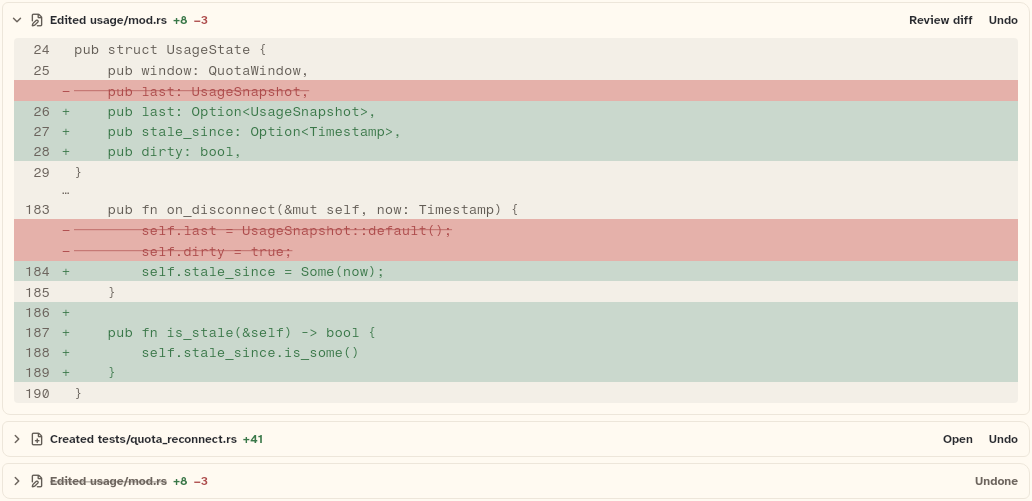 Edited usage/mod.rs +8 −3 Review diff Undo
24 pub struct UsageState {
25 pub window: QuotaWindow,
− pub last: UsageSnapshot,
26 + pub last: Option<UsageSnapshot>,
27 + pub stale_since: Option<Timestamp>,
28 + pub dirty: bool,
29 }
…
183 pub fn on_disconnect(&mut self, now: Timestamp) {
− self.last = UsageSnapshot::default();
− self.dirty = true;
184 + self.stale_since = Some(now);
185 }
186 +
187 + pub fn is_stale(&self) -> bool {
188 + self.stale_since.is_some()
189 + }
190 }
Created tests/quota_reconnect.rs +41 Open Undo
Edited usage/mod.rs +8 −3 Undone